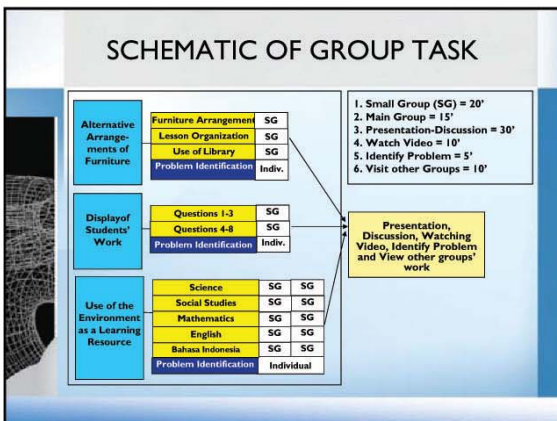 SCHEMATIC OF GROUP TASK
Alternative
Arrange-
ments of
Furniture
Furniture Arrangement SG
Lesson Organization SG
Use of Library SG
Problem Identification Indiv.
Displayof
Students'
Work
Questions 1-3 SG
Questions 4-8 SG
Problem Identification Indiv.
Use of the
Environment
as a Learning
Resource
Science SG SG
Social Studies SG SG
Mathematics SG SG
English SG SG
Bahasa Indonesia SG SG
Problem Identification Individual
1. Small Group (SG) = 20'
2. Main Group = 15'
3. Presentation-Discussion = 30'
4. Watch Video = 10'
5. Identify Problem = 5'
6. Visit other Groups = 10'
Presentation,
Discussion, Watching
Video, Identify Problem
and View other groups'
work